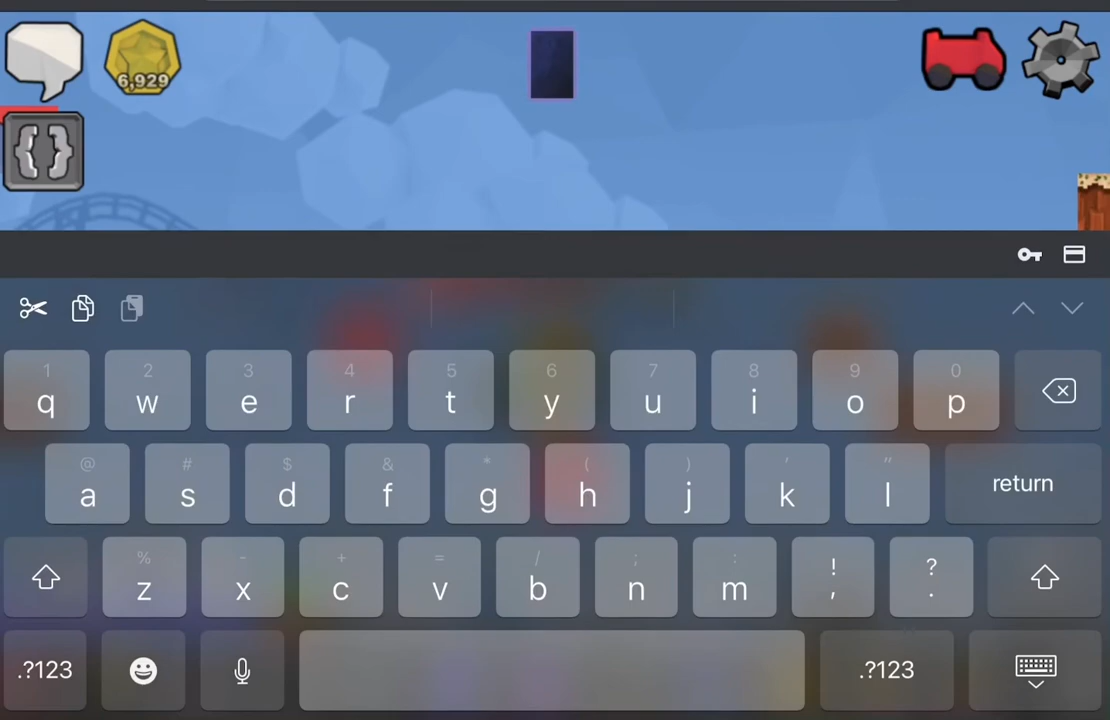 6,929
{ }
1 2 3 4 5 6 7 8 9 0
q w e r t y u i o p
@ # $ & * ( ) ' "
a s d f g h j k l return
% - + = / ; : ! ?
z x c v b n m , .
.?123 .?123